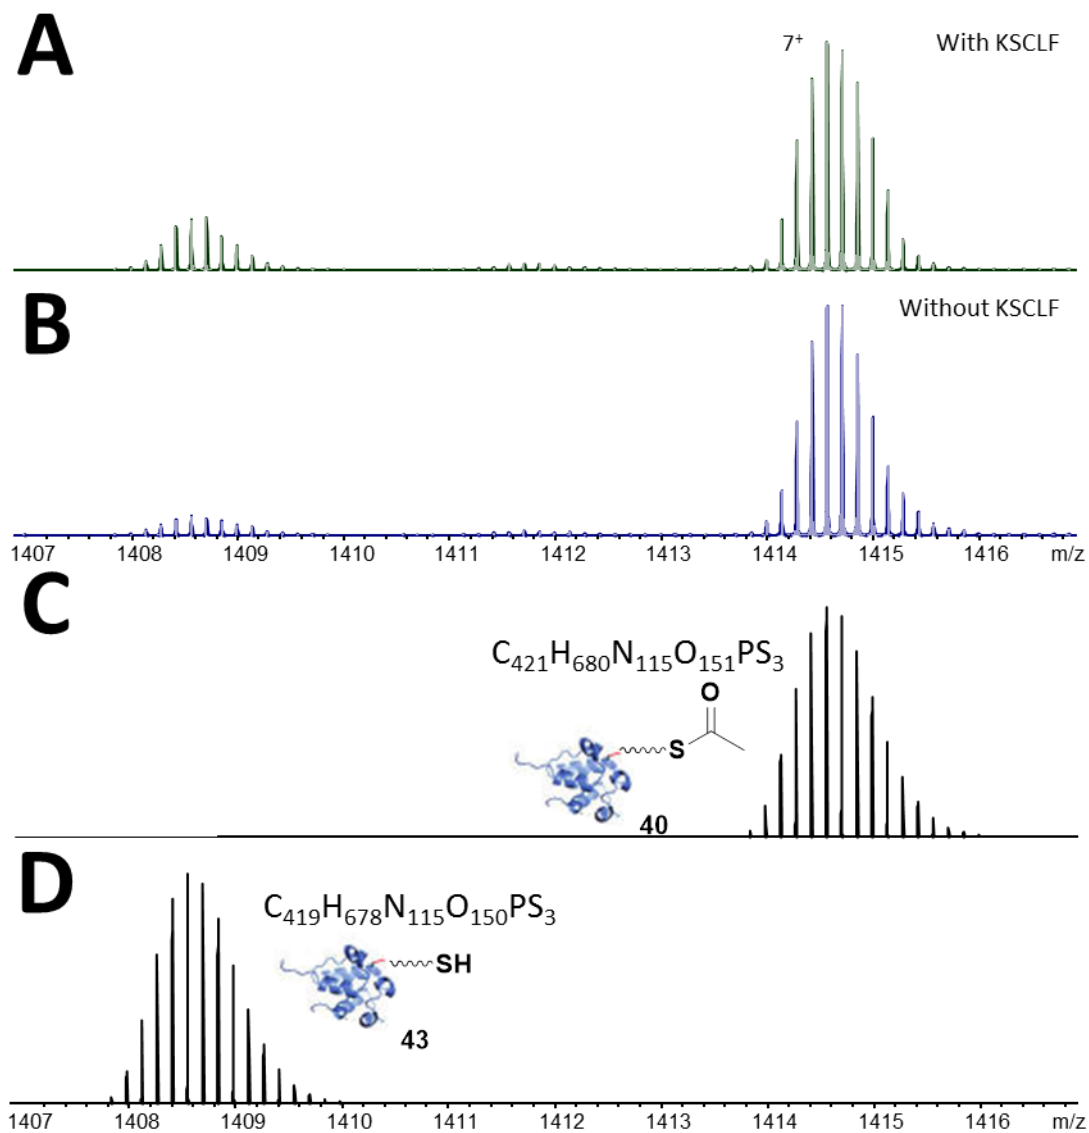 A
7+
With KSCLF
B
Without KSCLF
1407 1408 1409 1410 1411 1412 1413 1414 1415 1416 m/z
C
C421H680N115O151PS3
O
S
40
D
C419H678N115O150PS3
SH
43
1407 1408 1409 1410 1411 1412 1413 1414 1415 1416 m/z